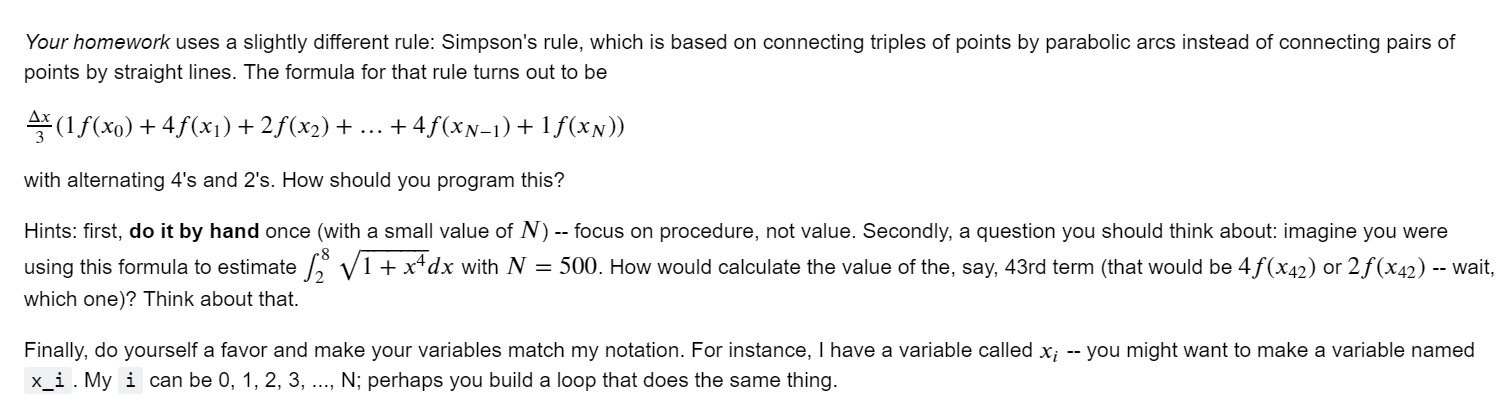 Your homework uses a slightly different rule: Simpson's rule, which is based on connecting triples of points by parabolic arcs instead of connecting pairs of
points by straight lines. The formula for that rule turns out to be
Δx/3 (1f(x₀) + 4f(x₁) + 2f(x₂) + ... + 4f(x_{N−1}) + 1f(x_N))
with alternating 4's and 2's. How should you program this?
Hints: first, do it by hand once (with a small value of N) -- focus on procedure, not value. Secondly, a question you should think about: imagine you were
using this formula to estimate ∫₂⁸ √(1 + x⁴)dx with N = 500. How would calculate the value of the, say, 43rd term (that would be 4f(x₄₂) or 2f(x₄₂) -- wait,
which one)? Think about that.
Finally, do yourself a favor and make your variables match my notation. For instance, I have a variable called xᵢ -- you might want to make a variable named
x_i . My i can be 0, 1, 2, 3, ..., N; perhaps you build a loop that does the same thing.